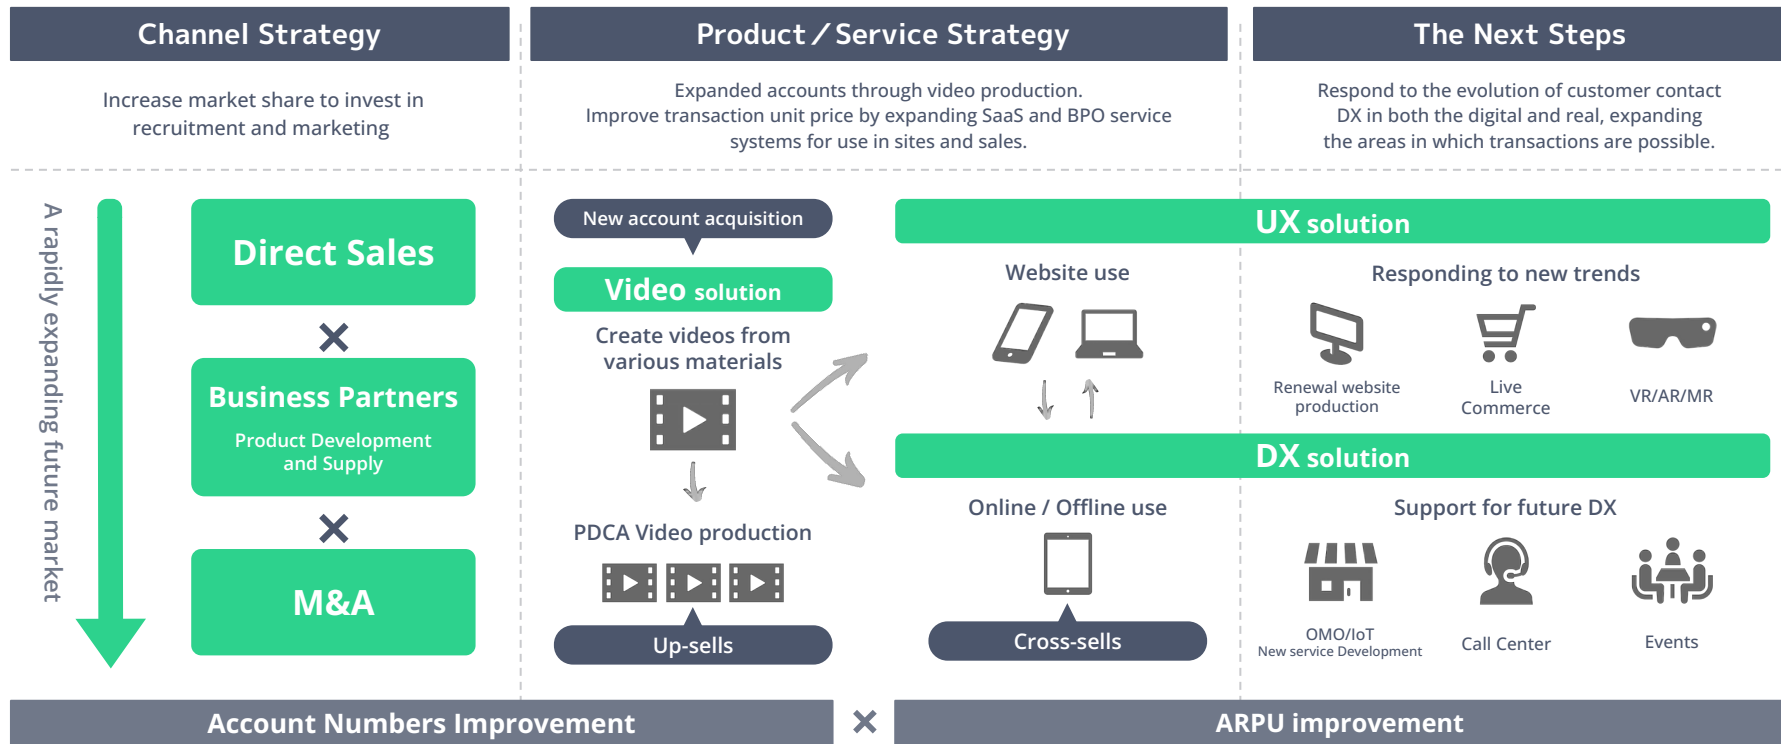 Channel Strategy
Increase market share to invest in
recruitment and marketing
A rapidly expanding future market
Direct Sales
×
Business Partners
Product Development
and Supply
×
M&A
Product／Service Strategy
Expanded accounts through video production.
Improve transaction unit price by expanding SaaS and BPO service
systems for use in sites and sales.
New account acquisition
Video solution
Create videos from
various materials
PDCA Video production
Up-sells
The Next Steps
Respond to the evolution of customer contact
DX in both the digital and real, expanding
the areas in which transactions are possible.
UX solution
Website use
Responding to new trends
Renewal website
production
Live
Commerce
VR/AR/MR
DX solution
Online / Offline use
Cross-sells
Support for future DX
OMO/IoT
New service Development
Call Center
Events
Account Numbers Improvement
×
ARPU improvement